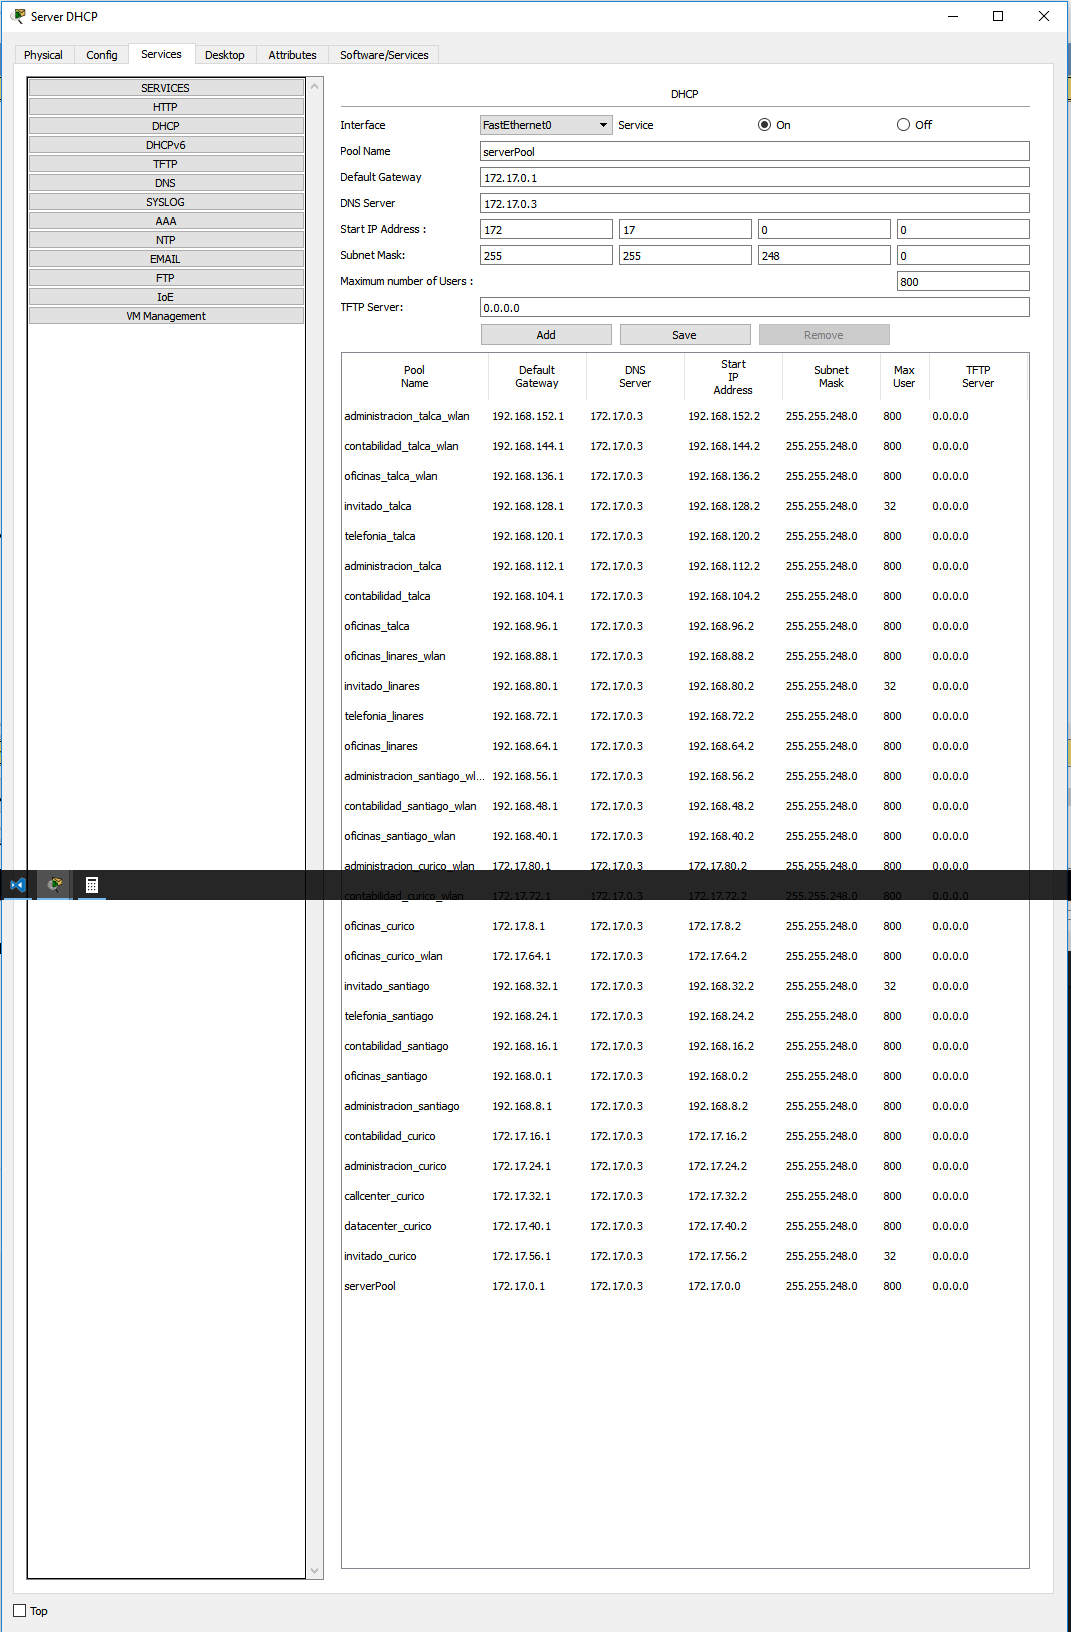 Server DHCP
Physical Config Services Desktop Attributes Software/Services
SERVICES
HTTP
DHCP
DHCPv6
TFTP
DNS
SYSLOG
AAA
NTP
EMAIL
FTP
IoE
VM Management
DHCP
Interface FastEthernet0 Service On Off
Pool Name serverPool
Default Gateway 172.17.0.1
DNS Server 172.17.0.3
Start IP Address : 172 17 0 0
Subnet Mask: 255 255 248 0
Maximum number of Users : 800
TFTP Server: 0.0.0.0
Add Save Remove
Pool Name Default Gateway DNS Server Start IP Address Subnet Mask Max User TFTP Server
administracion_talca_wlan 192.168.152.1 172.17.0.3 192.168.152.2 255.255.248.0 800 0.0.0.0
contabilidad_talca_wlan 192.168.144.1 172.17.0.3 192.168.144.2 255.255.248.0 800 0.0.0.0
oficinas_talca_wlan 192.168.136.1 172.17.0.3 192.168.136.2 255.255.248.0 800 0.0.0.0
invitado_talca 192.168.128.1 172.17.0.3 192.168.128.2 255.255.248.0 32 0.0.0.0
telefonia_talca 192.168.120.1 172.17.0.3 192.168.120.2 255.255.248.0 800 0.0.0.0
administracion_talca 192.168.112.1 172.17.0.3 192.168.112.2 255.255.248.0 800 0.0.0.0
contabilidad_talca 192.168.104.1 172.17.0.3 192.168.104.2 255.255.248.0 800 0.0.0.0
oficinas_talca 192.168.96.1 172.17.0.3 192.168.96.2 255.255.248.0 800 0.0.0.0
oficinas_linares_wlan 192.168.88.1 172.17.0.3 192.168.88.2 255.255.248.0 800 0.0.0.0
invitado_linares 192.168.80.1 172.17.0.3 192.168.80.2 255.255.248.0 32 0.0.0.0
telefonia_linares 192.168.72.1 172.17.0.3 192.168.72.2 255.255.248.0 800 0.0.0.0
oficinas_linares 192.168.64.1 172.17.0.3 192.168.64.2 255.255.248.0 800 0.0.0.0
administracion_santiago_wl... 192.168.56.1 172.17.0.3 192.168.56.2 255.255.248.0 800 0.0.0.0
contabilidad_santiago_wlan 192.168.48.1 172.17.0.3 192.168.48.2 255.255.248.0 800 0.0.0.0
oficinas_santiago_wlan 192.168.40.1 172.17.0.3 192.168.40.2 255.255.248.0 800 0.0.0.0
administracion_curico_wlan 172.17.80.1 172.17.0.3 172.17.80.2 255.255.248.0 800 0.0.0.0
contabilidad_curico_wlan 172.17.72.1 172.17.0.3 172.17.72.2 255.255.248.0 800 0.0.0.0
oficinas_curico 172.17.8.1 172.17.0.3 172.17.8.2 255.255.248.0 800 0.0.0.0
oficinas_curico_wlan 172.17.64.1 172.17.0.3 172.17.64.2 255.255.248.0 800 0.0.0.0
invitado_santiago 192.168.32.1 172.17.0.3 192.168.32.2 255.255.248.0 32 0.0.0.0
telefonia_santiago 192.168.24.1 172.17.0.3 192.168.24.2 255.255.248.0 800 0.0.0.0
contabilidad_santiago 192.168.16.1 172.17.0.3 192.168.16.2 255.255.248.0 800 0.0.0.0
oficinas_santiago 192.168.0.1 172.17.0.3 192.168.0.2 255.255.248.0 800 0.0.0.0
administracion_santiago 192.168.8.1 172.17.0.3 192.168.8.2 255.255.248.0 800 0.0.0.0
contabilidad_curico 172.17.16.1 172.17.0.3 172.17.16.2 255.255.248.0 800 0.0.0.0
administracion_curico 172.17.24.1 172.17.0.3 172.17.24.2 255.255.248.0 800 0.0.0.0
callcenter_curico 172.17.32.1 172.17.0.3 172.17.32.2 255.255.248.0 800 0.0.0.0
datacenter_curico 172.17.40.1 172.17.0.3 172.17.40.2 255.255.248.0 800 0.0.0.0
invitado_curico 172.17.56.1 172.17.0.3 172.17.56.2 255.255.248.0 32 0.0.0.0
serverPool 172.17.0.1 172.17.0.3 172.17.0.0 255.255.248.0 800 0.0.0.0
Top